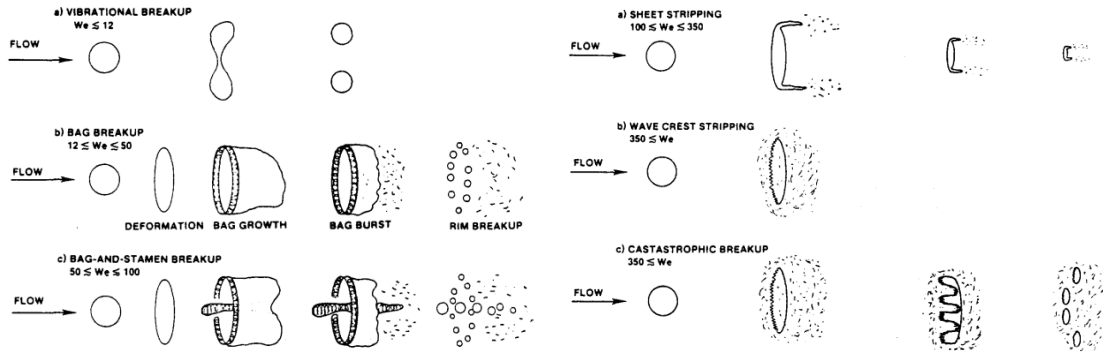 a) VIBRATIONAL BREAKUP
We ≤ 12
FLOW
b) BAG BREAKUP
12 ≤ We ≤ 50
FLOW
DEFORMATION BAG GROWTH BAG BURST RIM BREAKUP
c) BAG-AND-STAMEN BREAKUP
50 ≤ We ≤ 100
FLOW
a) SHEET STRIPPING
100 ≤ We ≤ 350
FLOW
b) WAVE CREST STRIPPING
350 ≤ We
FLOW
c) CASTASTROPHIC BREAKUP
350 ≤ We
FLOW